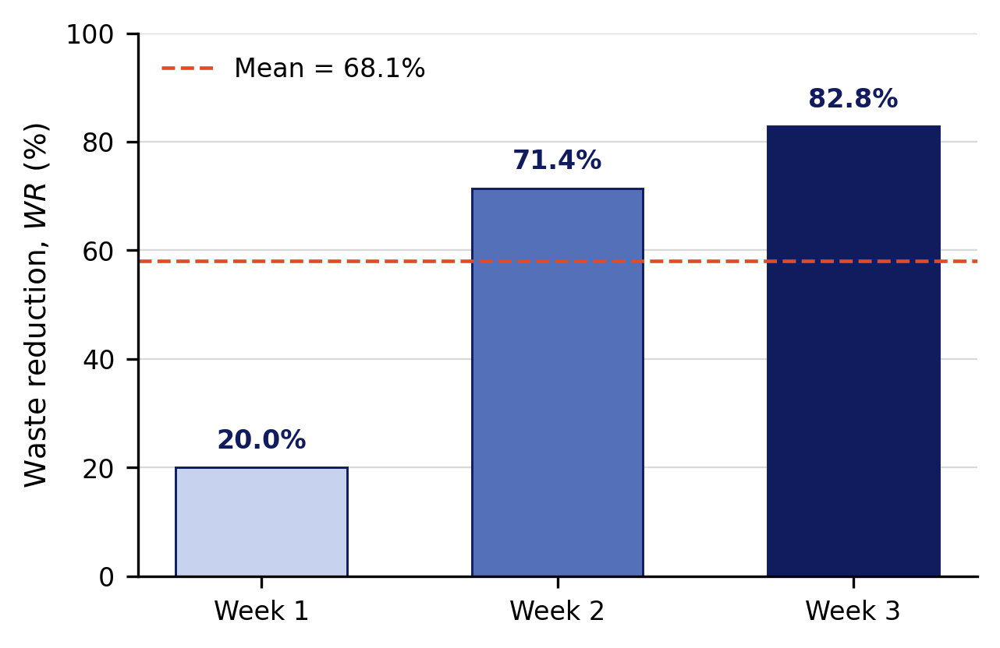 Waste reduction, WR (%)
100
80
60
40
20
0
Mean = 68.1%
20.0%
71.4%
82.8%
Week 1
Week 2
Week 3